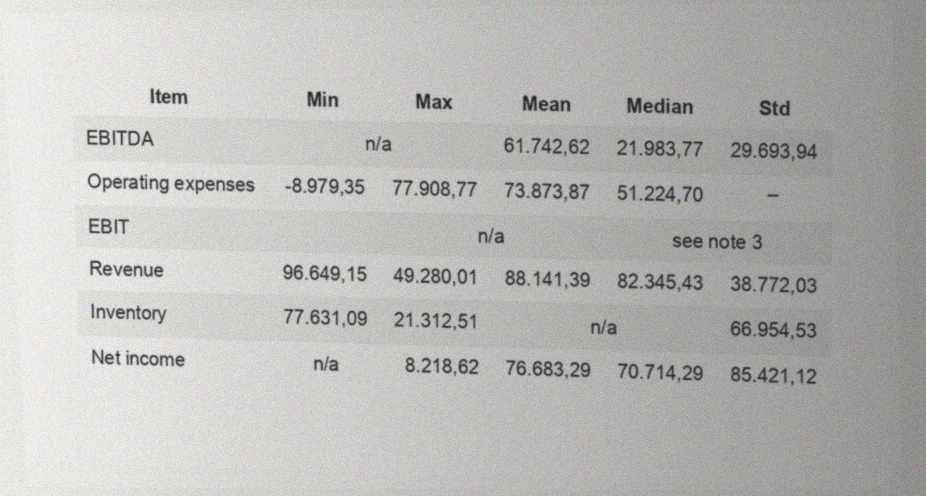 Item Min Max Mean Median Std
EBITDA n/a 61.742,62 21.983,77 29.693,94
Operating expenses -8.979,35 77.908,77 73.873,87 51.224,70 –
EBIT n/a see note 3
Revenue 96.649,15 49.280,01 88.141,39 82.345,43 38.772,03
Inventory 77.631,09 21.312,51 n/a 66.954,53
Net income n/a 8.218,62 76.683,29 70.714,29 85.421,12